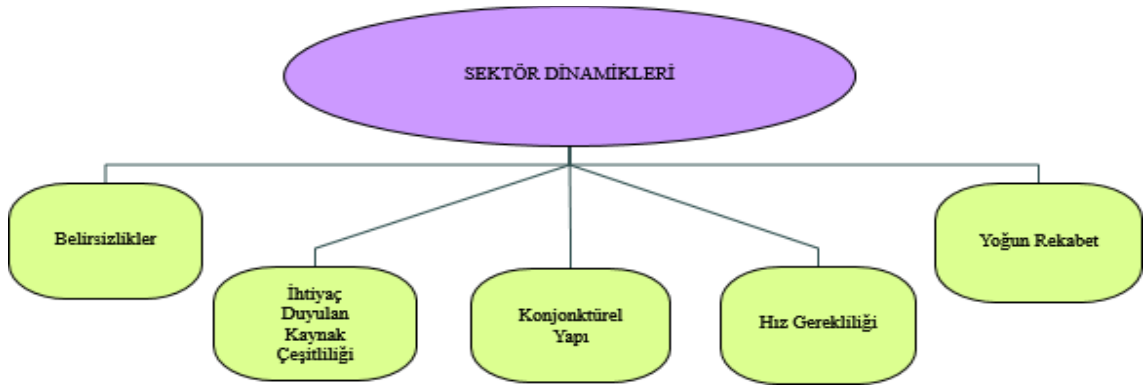 SEKTÖR DİNAMİKLERİ
Belirsizlikler
İhtiyaç
Duyulan
Kaynak
Çeşitliliği
Konjonktürel
Yapı
Hız Gerekliliği
Yoğun Rekabet